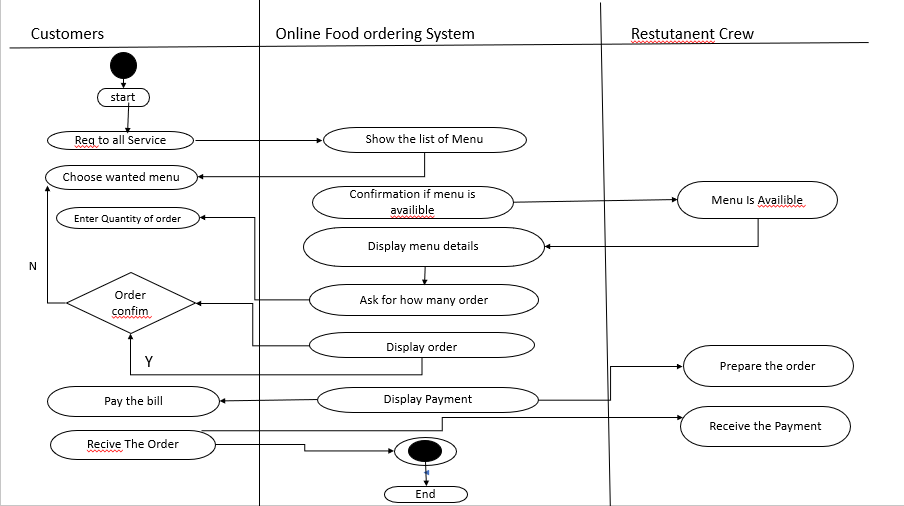 Customers
Online Food ordering System
Restutanent Crew
start
Req to all Service
Show the list of Menu
Choose wanted menu
Confirmation if menu is
availible
Menu Is Availible
Enter Quantity of order
Display menu details
N
Order
confim
Ask for how many order
Display order
Y
Prepare the order
Pay the bill
Display Payment
Receive the Payment
Recive The Order
End